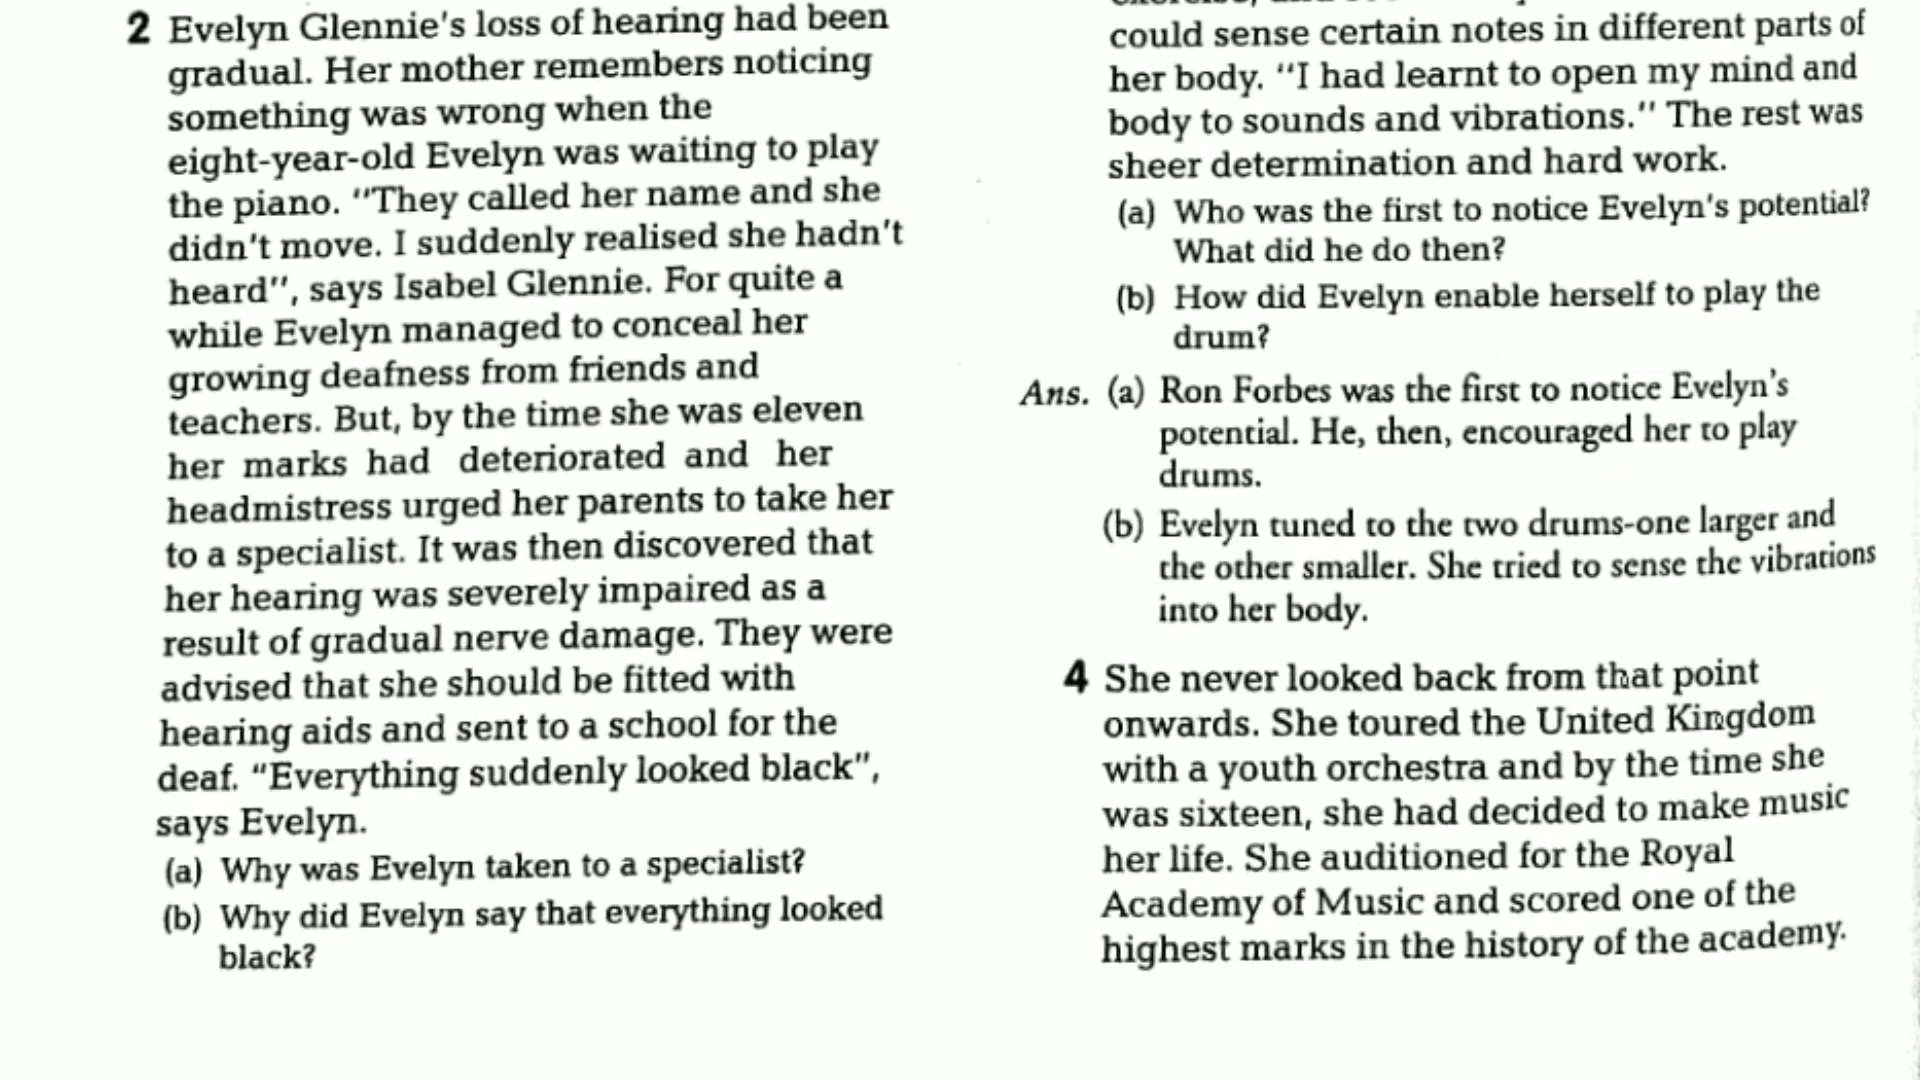 2 Evelyn Glennie's loss of hearing had been
gradual. Her mother remembers noticing
something was wrong when the
eight-year-old Evelyn was waiting to play
the piano. "They called her name and she
didn't move. I suddenly realised she hadn't
heard", says Isabel Glennie. For quite a
while Evelyn managed to conceal her
growing deafness from friends and
teachers. But, by the time she was eleven
her marks had deteriorated and her
headmistress urged her parents to take her
to a specialist. It was then discovered that
her hearing was severely impaired as a
result of gradual nerve damage. They were
advised that she should be fitted with
hearing aids and sent to a school for the
deaf. "Everything suddenly looked black",
says Evelyn.
(a) Why was Evelyn taken to a specialist?
(b) Why did Evelyn say that everything looked
black?
could sense certain notes in different parts of
her body. "I had learnt to open my mind and
body to sounds and vibrations." The rest was
sheer determination and hard work.
(a) Who was the first to notice Evelyn's potential?
What did he do then?
(b) How did Evelyn enable herself to play the
drum?
Ans. (a) Ron Forbes was the first to notice Evelyn's
potential. He, then, encouraged her to play
drums.
(b) Evelyn tuned to the two drums-one larger and
the other smaller. She tried to sense the vibrations
into her body.
4 She never looked back from that point
onwards. She toured the United Kingdom
with a youth orchestra and by the time she
was sixteen, she had decided to make music
her life. She auditioned for the Royal
Academy of Music and scored one of the
highest marks in the history of the academy.